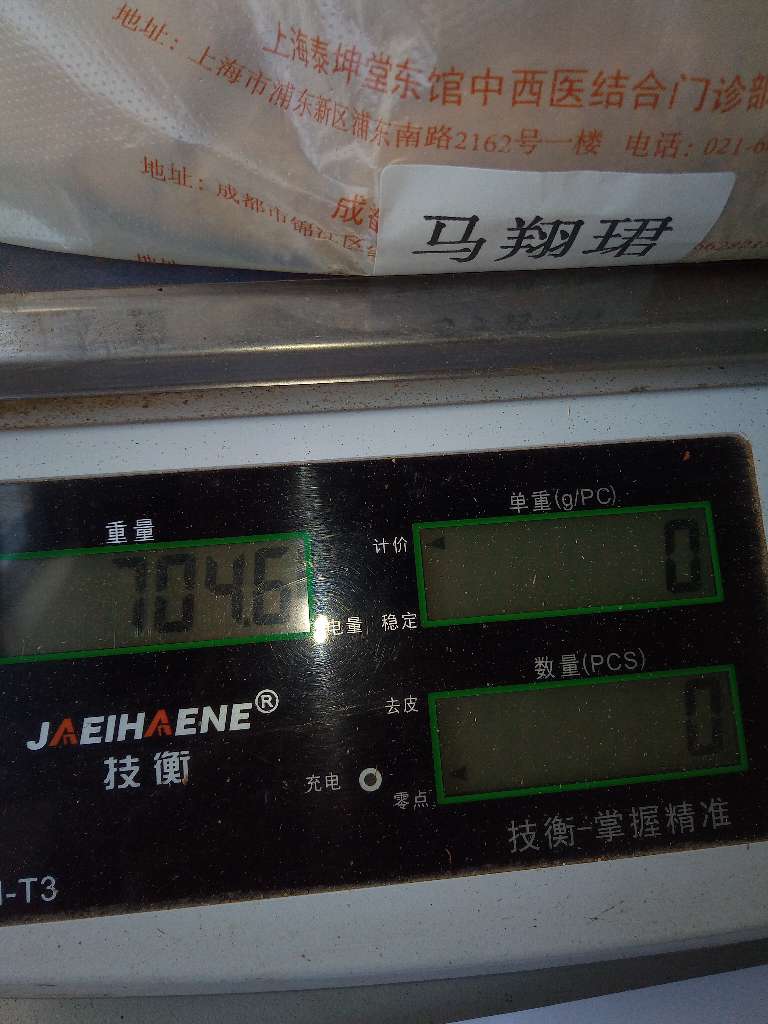 上海泰坤堂东馆中西医结合门诊部
地址：上海市浦东新区浦东南路2162号一楼 电话：021-6
成都
地址：成都市锦江区
马翔珺
重量
704.6
单重(g/PC)
计价
0
电量 稳定
数量(PCS)
去皮
0
JAEIHAENE®
技衡
充电
零点
技衡-掌握精准
-T3